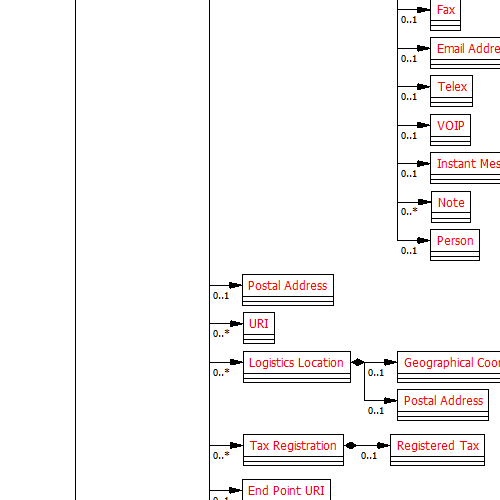 Fax
0..1
Email Addre
0..1
Telex
0..1
VOIP
0..1
Instant Mes
0..1
Note
0..*
Person
0..1
Postal Address
0..1
URI
0..*
Logistics Location
0..*
Geographical Coor
0..1
Postal Address
0..1
Tax Registration
0..*
Registered Tax
0..1
End Point URI
0..1